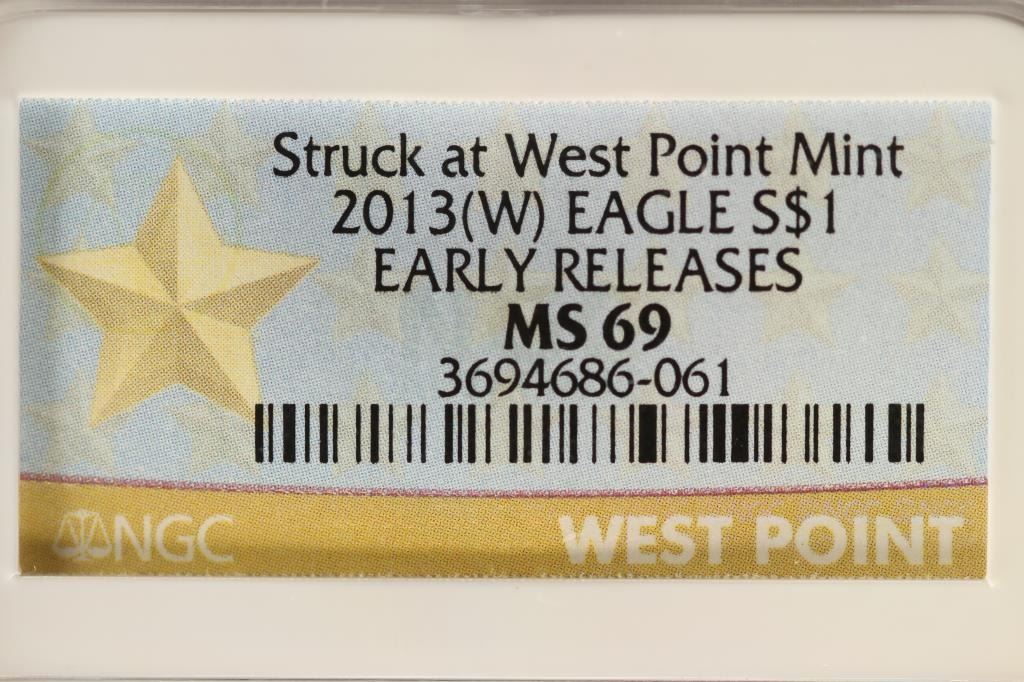 Struck at West Point Mint
2013(W) EAGLE S$1
EARLY RELEASES
MS 69
3694686-061
NGC
WEST POINT